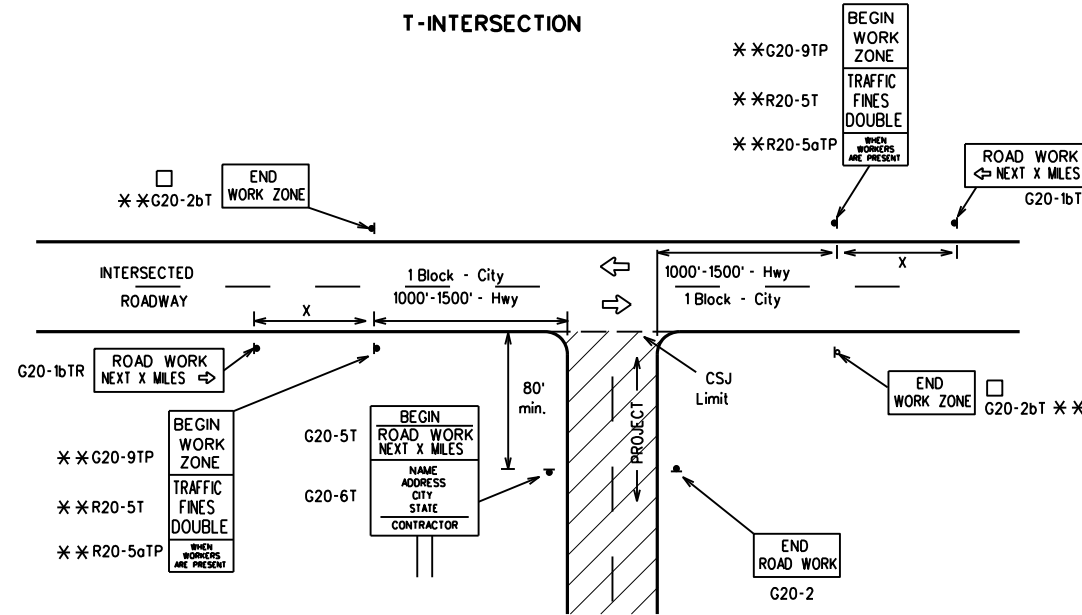 T-INTERSECTION
BEGIN
WORK
ZONE
**G20-9TP
TRAFFIC
FINES
DOUBLE
**R20-5T
WHEN
WORKERS
ARE PRESENT
**R20-5aTP
ROAD WORK
⇦ NEXT X MILES
G20-1bT
END
WORK ZONE
□
**G20-2bT
INTERSECTED
ROADWAY
1 Block - City
1000'-1500' - Hwy
X
1000'-1500' - Hwy
1 Block - City
X
G20-1bTR
ROAD WORK
NEXT X MILES ⇨
80'
min.
CSJ
Limit
PROJECT
END
WORK ZONE
□
G20-2bT **
BEGIN
WORK
ZONE
**G20-9TP
TRAFFIC
FINES
DOUBLE
**R20-5T
WHEN
WORKERS
ARE PRESENT
**R20-5aTP
G20-5T
BEGIN
ROAD WORK
NEXT X MILES
G20-6T
NAME
ADDRESS
CITY
STATE
CONTRACTOR
END
ROAD WORK
G20-2